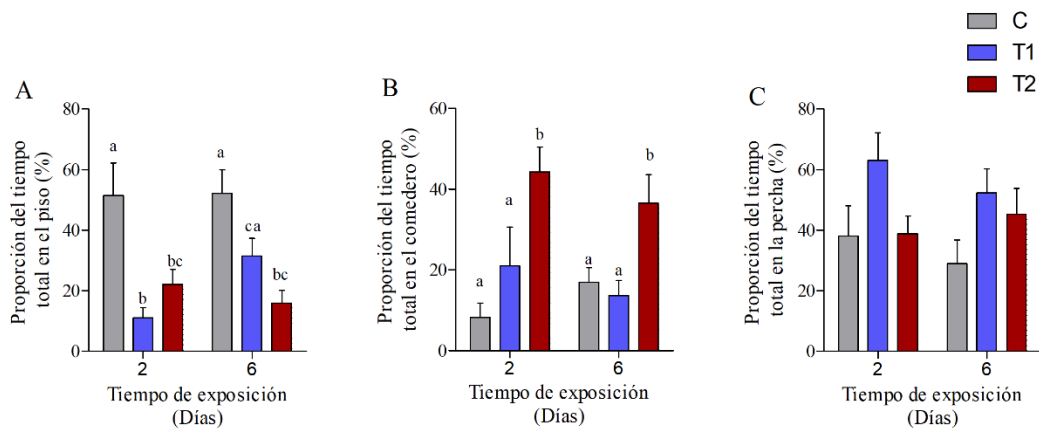 C
T1
T2
A
Proporción del tiempo
total en el piso (%)
80
60
40
20
0
a
b
bc
a
ca
bc
2
6
Tiempo de exposición
(Días)
B
Proporción del tiempo
total en el comedero (%)
60
40
20
0
a
a
b
a
a
b
2
6
Tiempo de exposición
(Días)
C
Proporción del tiempo
total en la percha (%)
80
60
40
20
0
2
6
Tiempo de exposición
(Días)